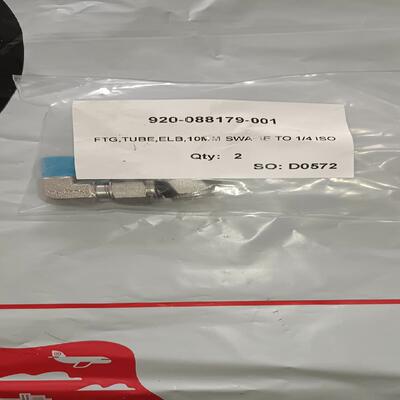 920-088179-001
FTG,TUBE,ELB,10MM SWAGE TO 1/4 ISO
Qty: 2
SO: D0572